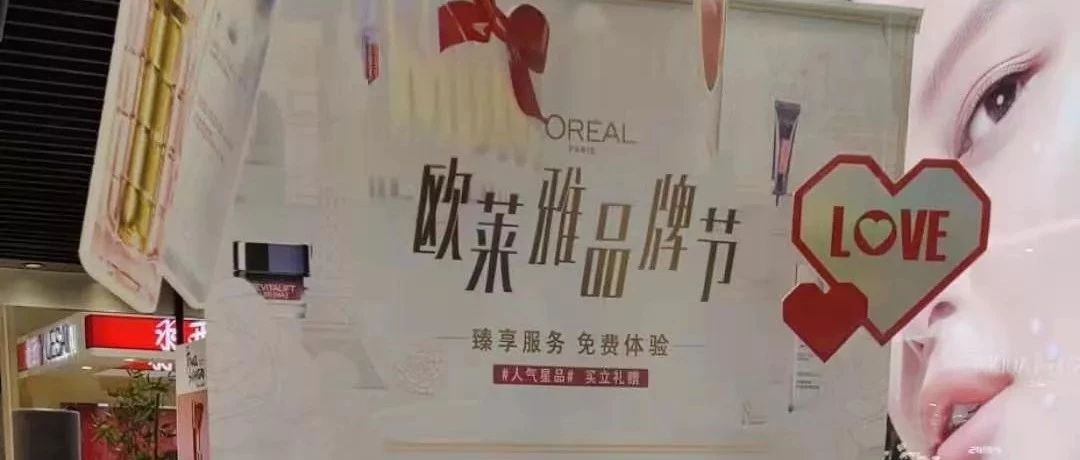 ORÉAL
PARIS
欧莱雅品牌节
臻享服务 免费体验
#人气星品# 买立礼赠
LOVE
REVITALIFT